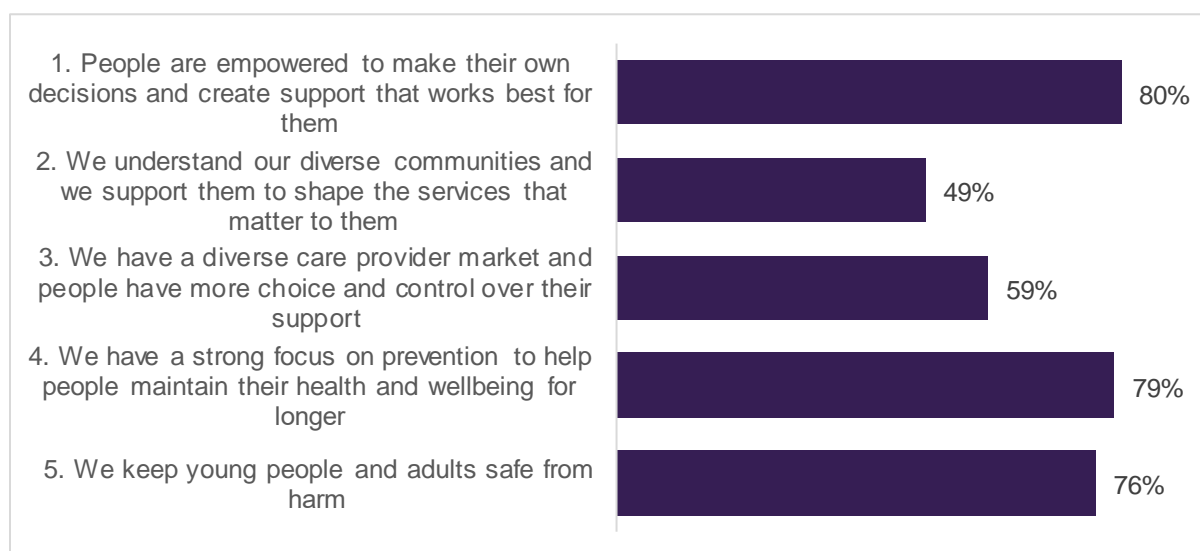 1. People are empowered to make their own
decisions and create support that works best for
them
80%
2. We understand our diverse communities and
we support them to shape the services that
matter to them
49%
3. We have a diverse care provider market and
people have more choice and control over their
support
59%
4. We have a strong focus on prevention to help
people maintain their health and wellbeing for
longer
79%
5. We keep young people and adults safe from
harm
76%